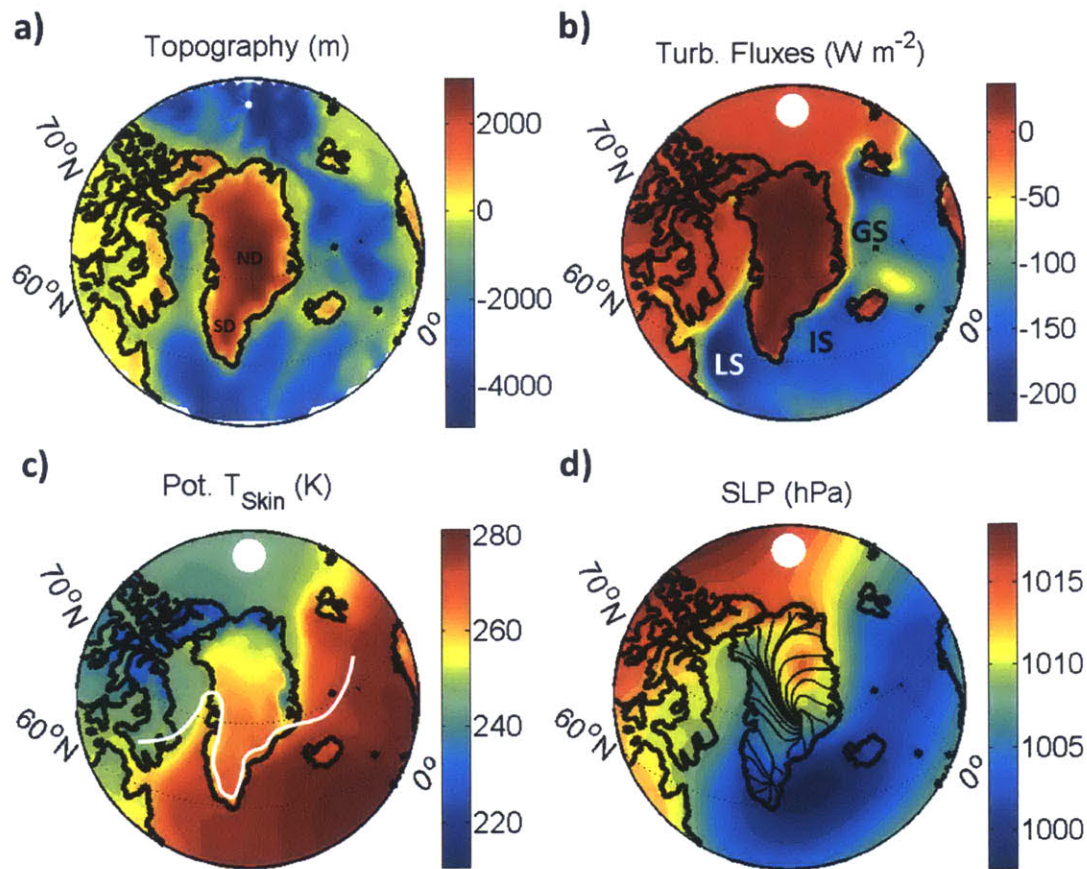 a)
Topography (m)
70°N
60°N
0°
ND
SD
2000
0
-2000
-4000
b)
Turb. Fluxes (W m⁻²)
70°N
60°N
0°
GS
IS
LS
0
-50
-100
-150
-200
c)
Pot. T_Skin (K)
70°N
60°N
0°
280
260
240
220
d)
SLP (hPa)
70°N
60°N
0°
1015
1010
1005
1000